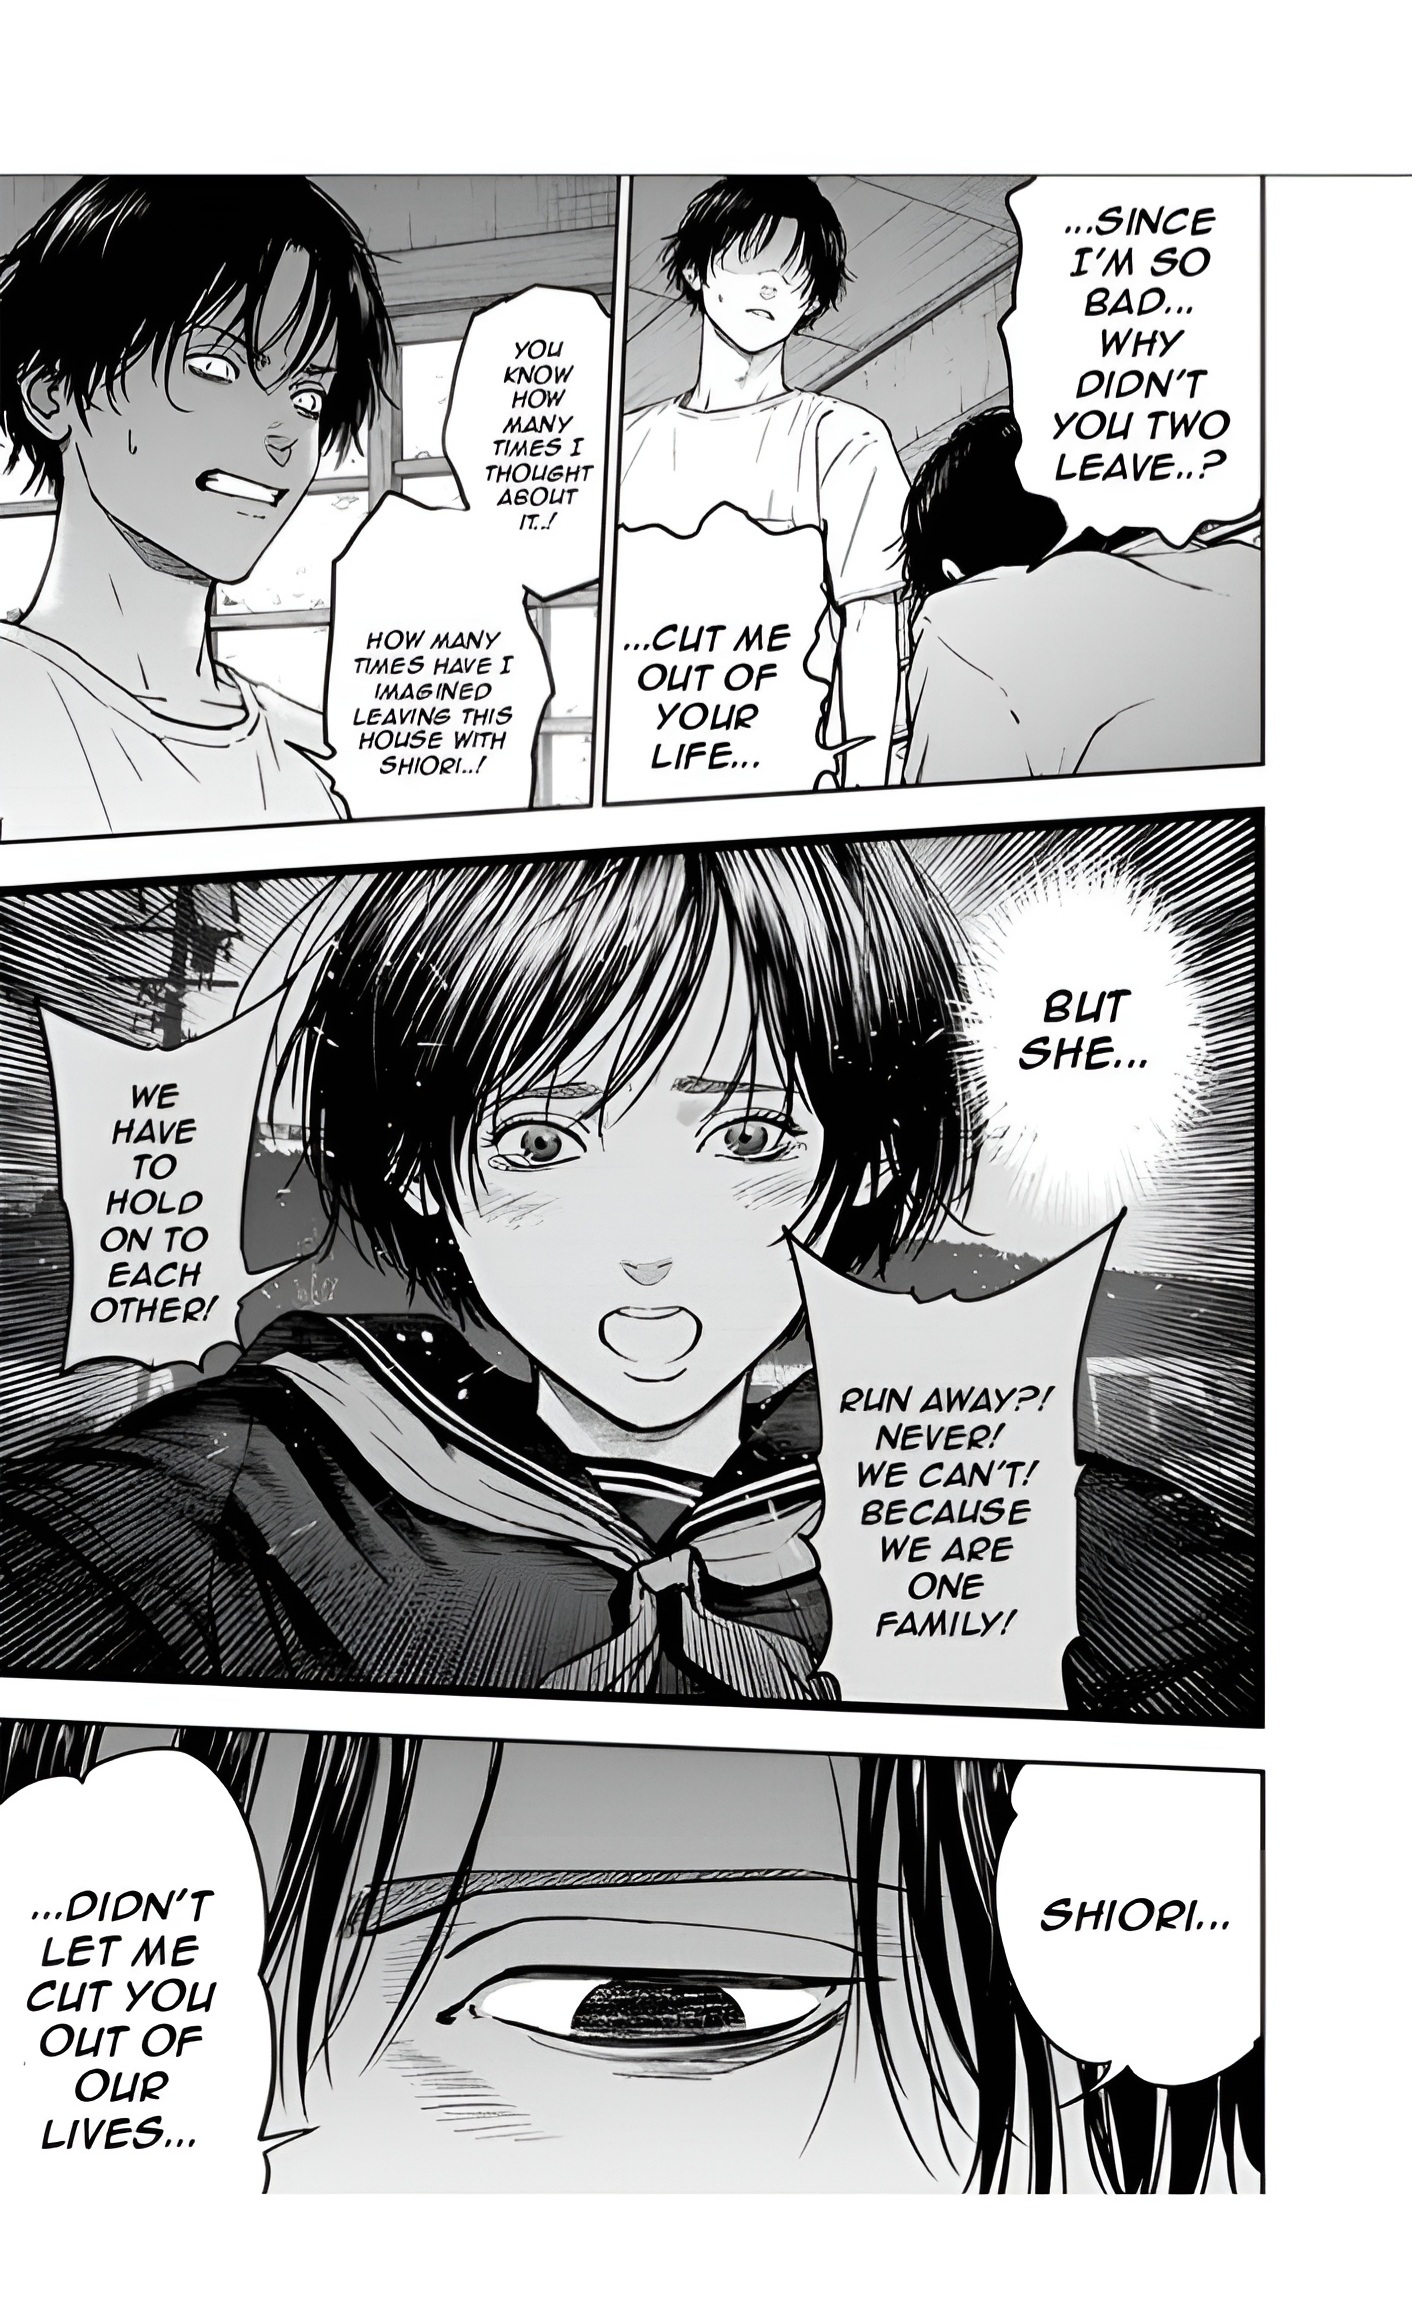 ...SINCE
I'M SO
BAD...
WHY
DIDN'T
YOU TWO
LEAVE..?
...CUT ME
OUT OF
YOUR
LIFE...
YOU
KNOW
HOW
MANY
TIMES I
THOUGHT
ABOUT
IT..!
HOW MANY
TIMES HAVE I
IMAGINED
LEAVING THIS
HOUSE WITH
SHIORI..!
BUT
SHE...
RUN AWAY?!
NEVER!
WE CAN'T!
BECAUSE
WE ARE
ONE
FAMILY!
WE
HAVE
TO
HOLD
ON TO
EACH
OTHER!
SHIORI...
...DIDN'T
LET ME
CUT YOU
OUT OF
OUR
LIVES...